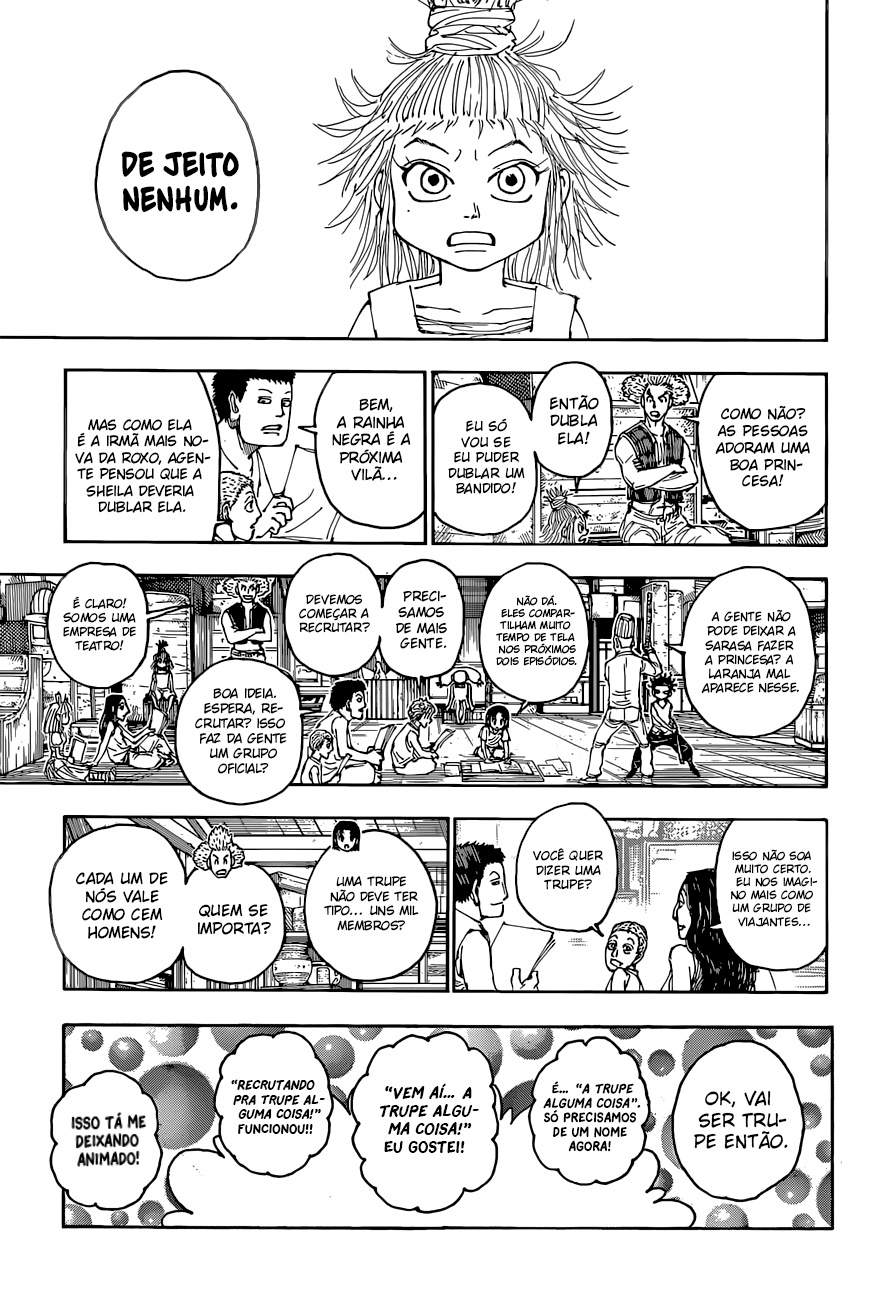 DE JEITO
NENHUM.
COMO NÃO?
AS PESSOAS
ADORAM UMA
BOA PRIN-
CESA!
ENTÃO
DUBLA
ELA!
EU SÓ
VOU SE
EU PUDER
DUBLAR UM
BANDIDO!
BEM,
A RAINHA
NEGRA É A
PRÓXIMA
VILÃ...
MAS COMO ELA
É A IRMÃ MAIS NO-
VA DA ROXO, AGEN-
TE PENSOU QUE A
SHEILA DEVERIA
DUBLAR ELA.
A GENTE NÃO
PODE DEIXAR A
SARASA FAZER
A PRINCESA? A
LARANJA MAL
APARECE NESSE.
NÃO DÁ.
ELES COMPAR-
TILHAM MUITO
TEMPO DE TELA
NOS PRÓXIMOS
DOIS EPISÓDIOS.
PRECI-
SAMOS
DE MAIS
GENTE.
DEVEMOS
COMEÇAR A
RECRUTAR?
BOA IDEIA.
ESPERA, RE-
CRUTAR? ISSO
FAZ DA GENTE
UM GRUPO
OFICIAL?
É CLARO!
SOMOS UMA
EMPRESA DE
TEATRO!
ISSO NÃO SOA
MUITO CERTO.
EU NOS IMAGI-
NO MAIS COMO
UM GRUPO DE
VIAJANTES...
VOCÊ QUER
DIZER UMA
TRUPE?
UMA TRUPE
NÃO DEVE TER
TIPO... UNS MIL
MEMBROS?
QUEM SE
IMPORTA?
CADA UM DE
NÓS VALE
COMO CEM
HOMENS!
OK, VAI
SER TRU-
PE ENTÃO.
É... "A TRUPE
ALGUMA COISA".
SÓ PRECISAMOS
DE UM NOME
AGORA!
"VEM AÍ... A
TRUPE ALGU-
MA COISA!"
EU GOSTEI!
"RECRUTANDO
PRA TRUPE AL-
GUMA COISA!"
FUNCIONOU!!
ISSO TÁ ME
DEIXANDO
ANIMADO!